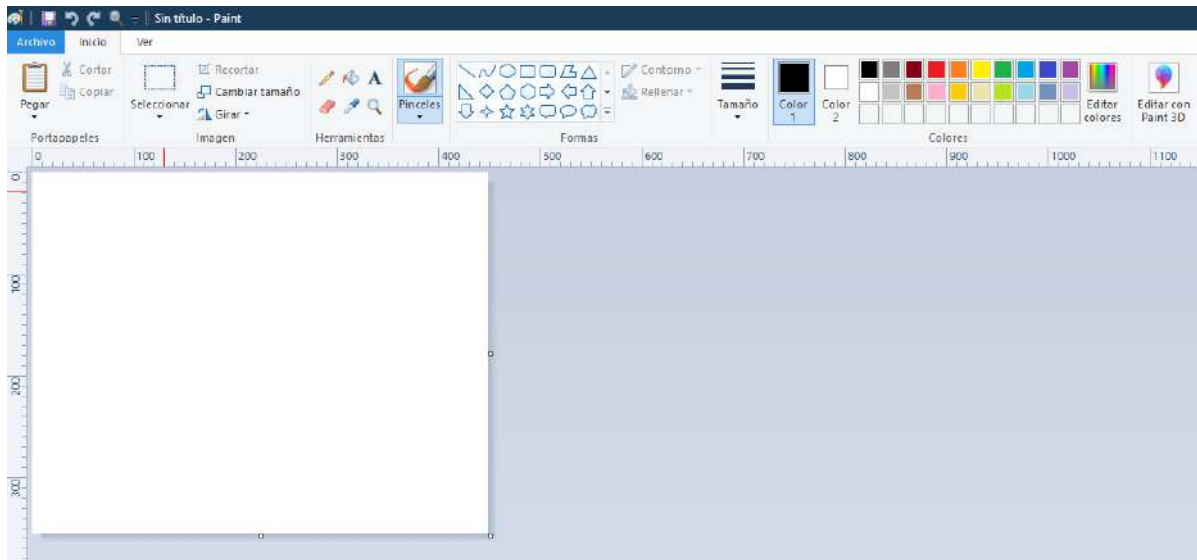 Sin título - Paint
Archivo Inicio Ver
Pegar
Cortar
Copiar
Portapapeles
Seleccionar
Recortar
Cambiar tamaño
Girar
Imagen
A
Herramientas
Pinceles
Contorno
Rellenar
Formas
Tamaño
Color
1
Color
2
Editar
colores
Colores
Editar con
Paint 3D
0 100 200 300 400 500 600 700 800 900 1000 1100
0
100
200
300